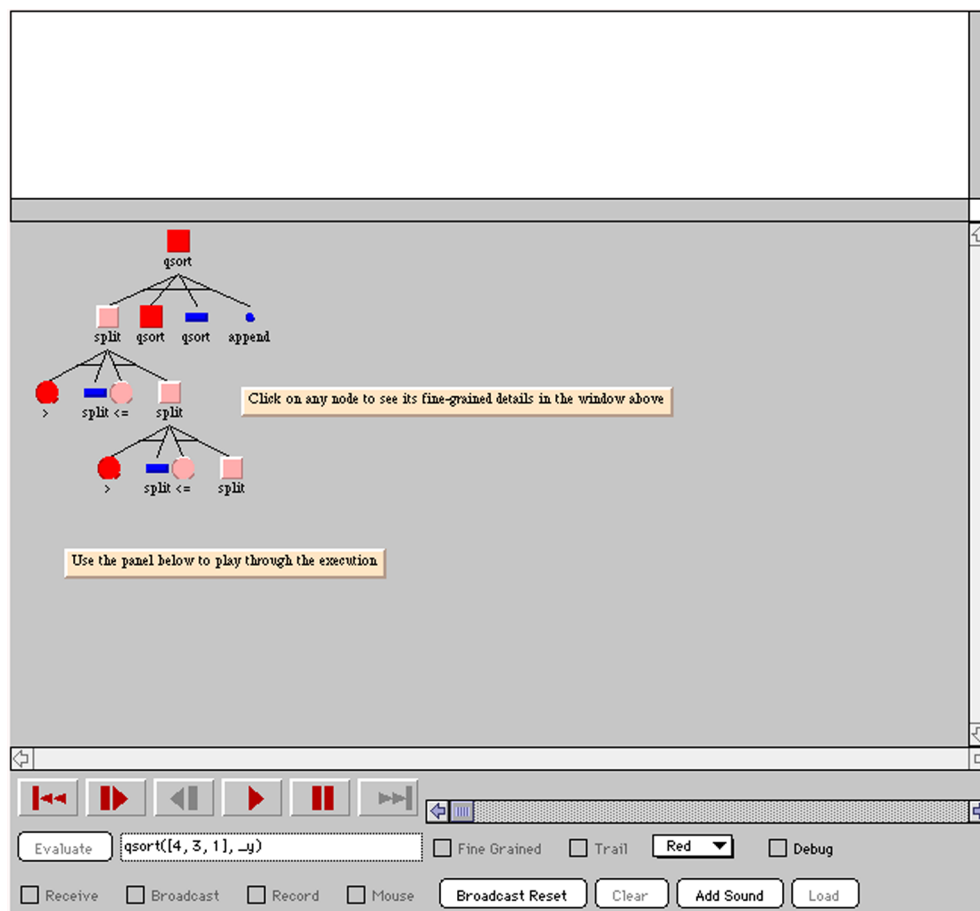 qsort
split qsort qsort append
> split <= split
Click on any node to see its fine-grained details in the window above
> split <= split
Use the panel below to play through the execution
Evaluate qsort([4, 3, 1], _y) Fine Grained Trail Red Debug
Receive Broadcast Record Mouse Broadcast Reset Clear Add Sound Load